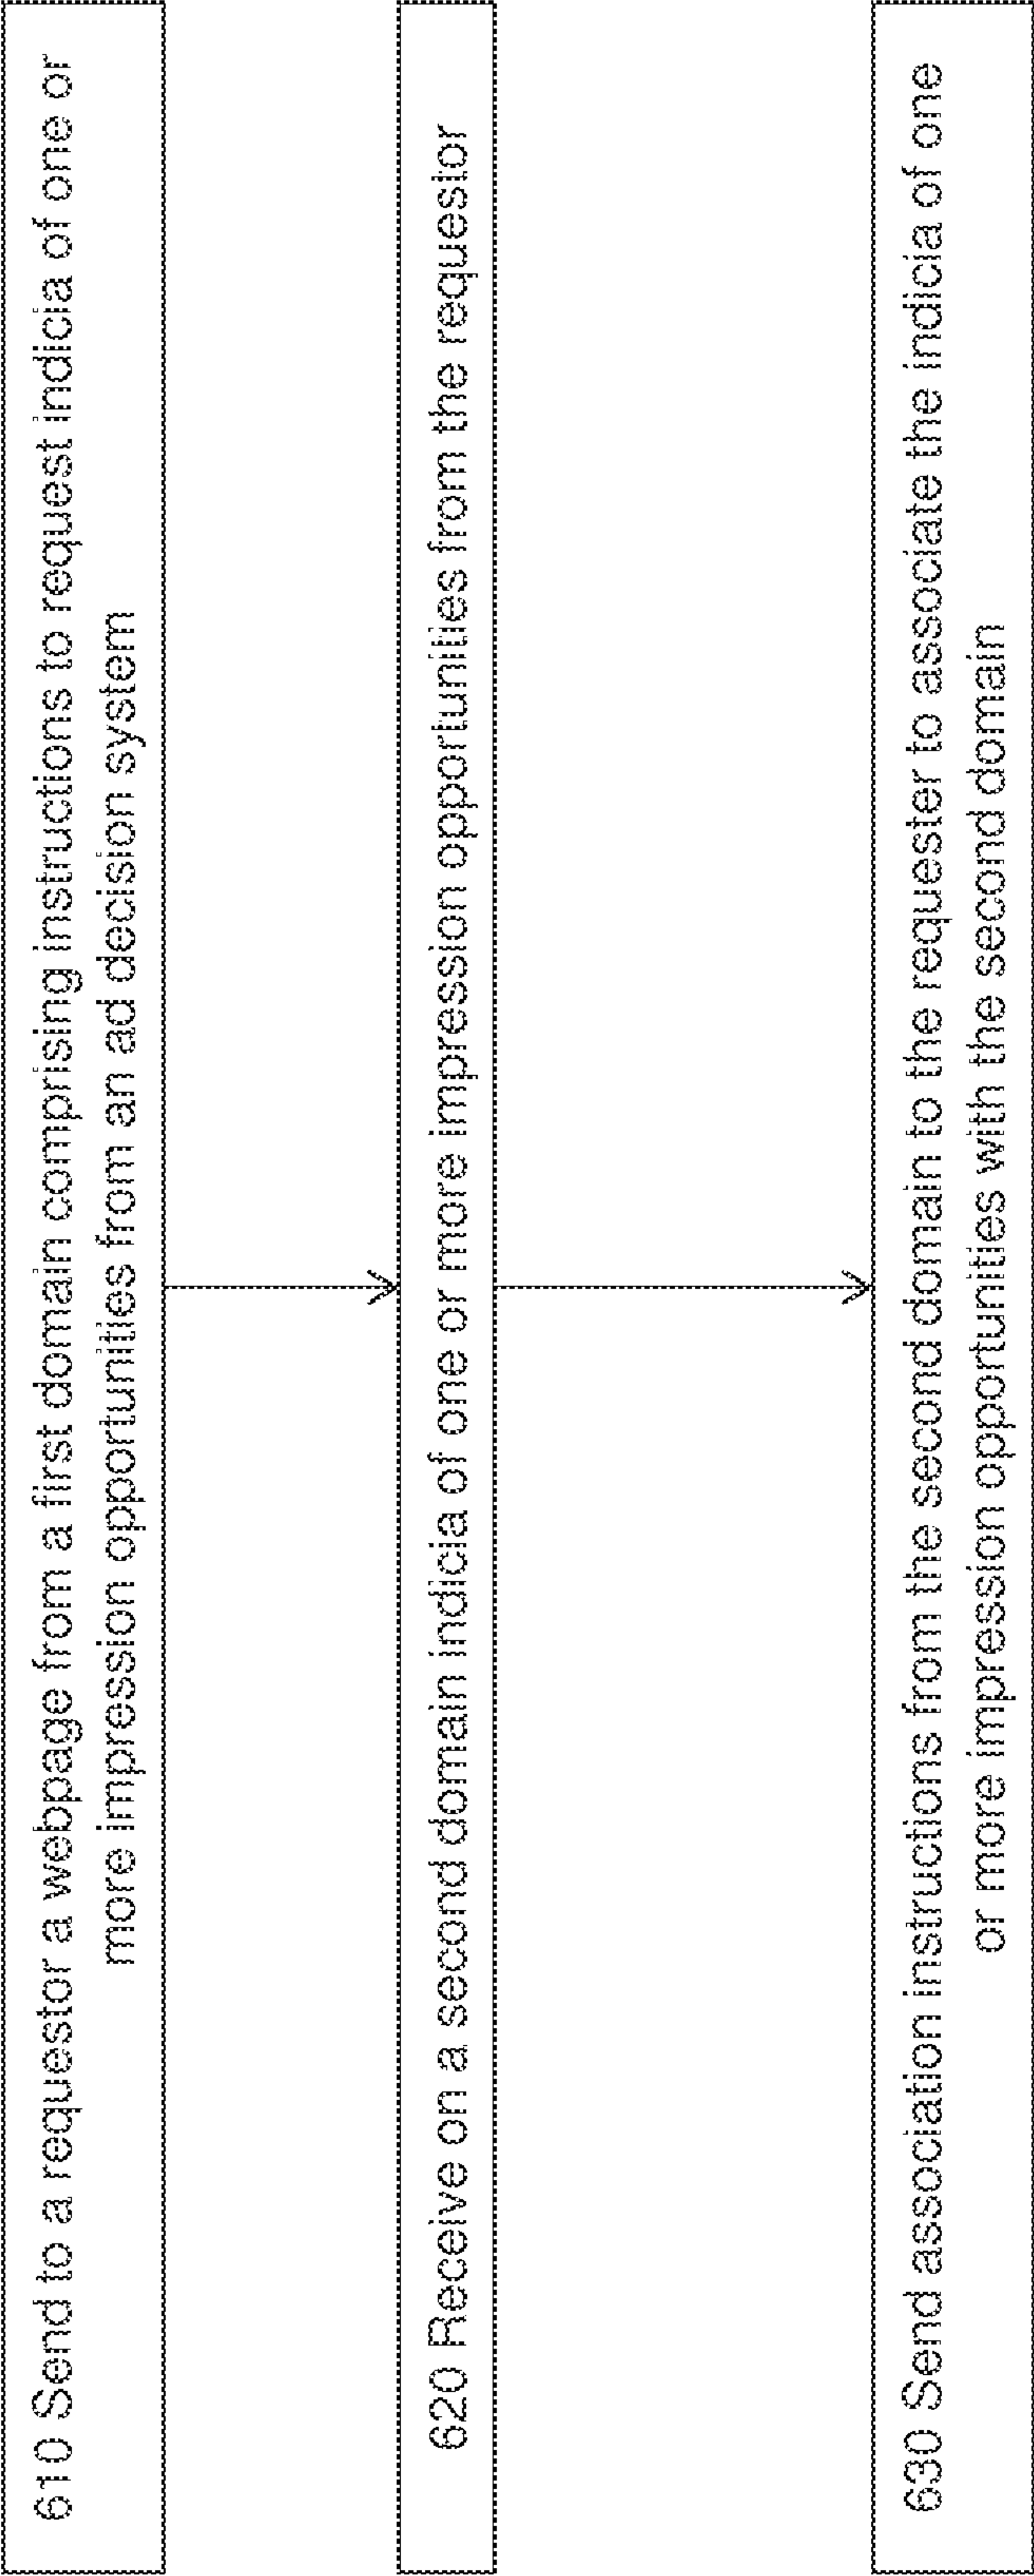 610 Send to a requestor a webpage from a first domain comprising instructions to request indicia of one or
more impression opportunities from an ad decision system
620 Receive on a second domain indicia of one or more impression opportunities from the requestor
630 Send association instructions from the second domain to the requester to associate the indicia of one
or more impression opportunities with the second domain